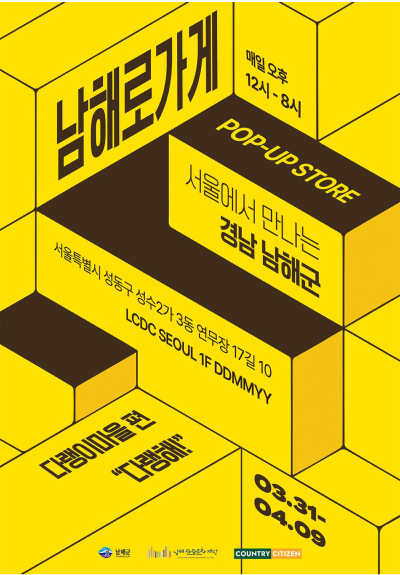 남해로가게
매일 오후
12시 - 8시
POP-UP STORE
서울에서 만나는
경남 남해군
서울특별시 성동구 성수2가 3동 연무장 17길 10
LCDC SEOUL 1F DDMMYY
다랭이마을 편
“다랭해!”
03.31-
04.09
남해군
COUNTRY CITIZEN